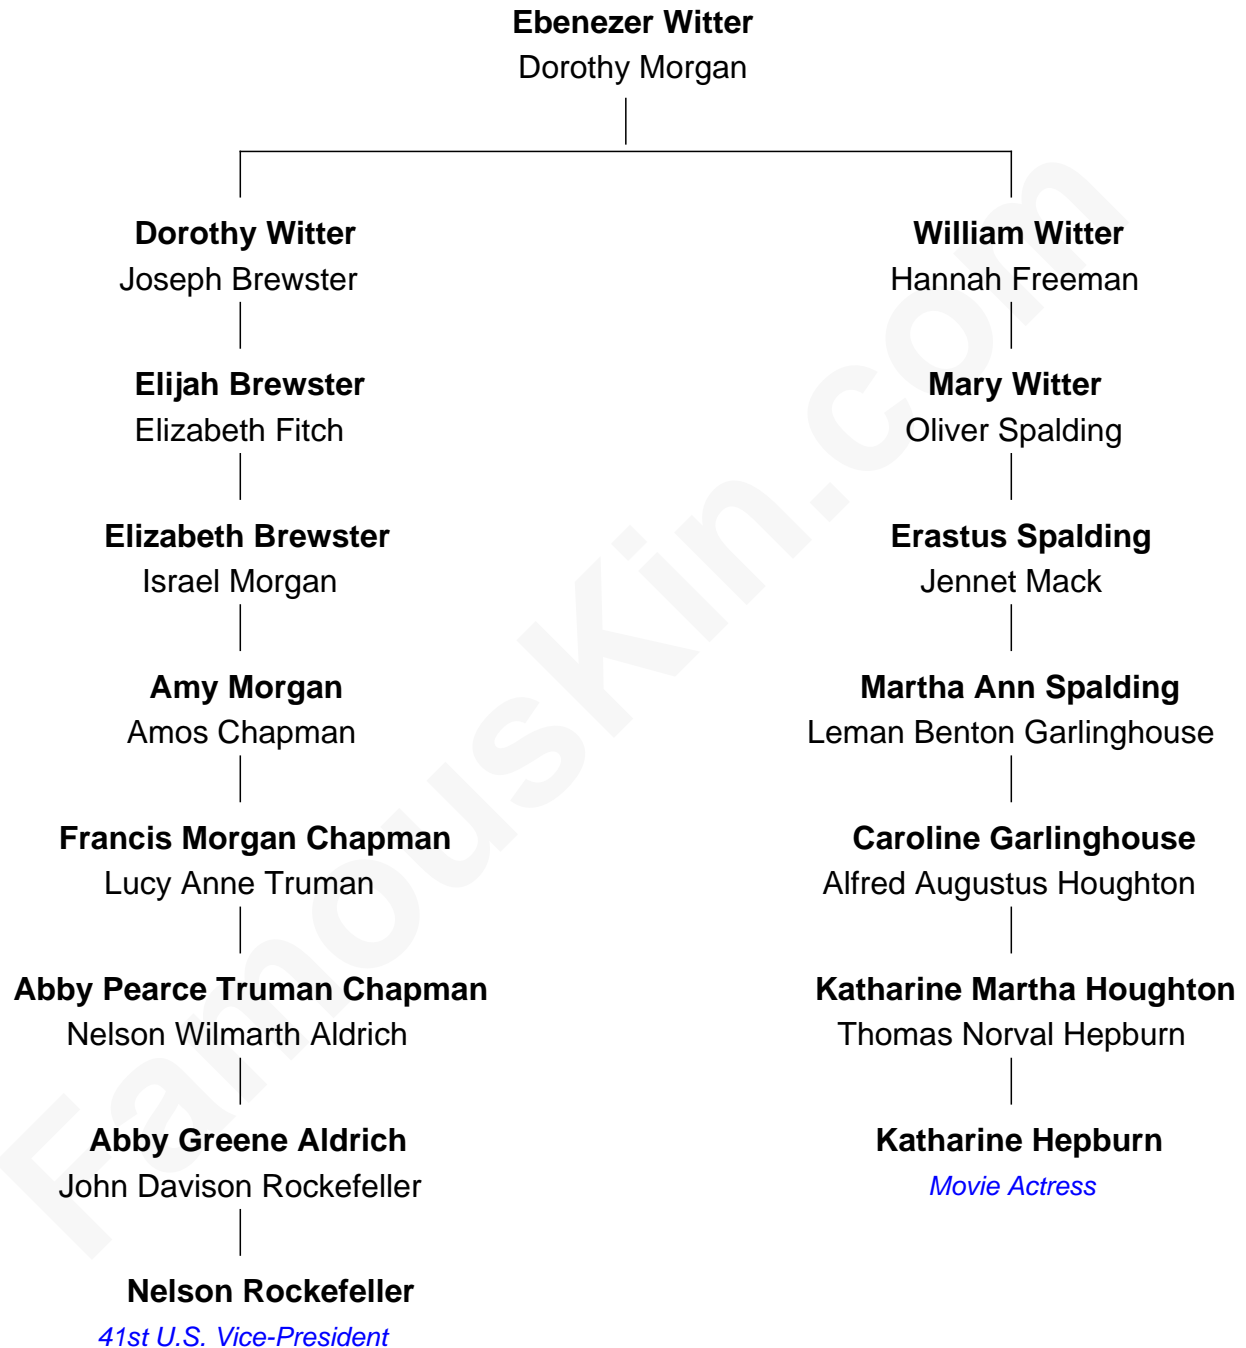 Ebenezer Witter
Dorothy Morgan
Dorothy Witter
Joseph Brewster
Elijah Brewster
Elizabeth Fitch
Elizabeth Brewster
Israel Morgan
Amy Morgan
Amos Chapman
Francis Morgan Chapman
Lucy Anne Truman
Abby Pearce Truman Chapman
Nelson Wilmarth Aldrich
Abby Greene Aldrich
John Davison Rockefeller
Nelson Rockefeller
41st U.S. Vice-President
William Witter
Hannah Freeman
Mary Witter
Oliver Spalding
Erastus Spalding
Jennet Mack
Martha Ann Spalding
Leman Benton Garlinghouse
Caroline Garlinghouse
Alfred Augustus Houghton
Katharine Martha Houghton
Thomas Norval Hepburn
Katharine Hepburn
Movie Actress
FamousKin.com